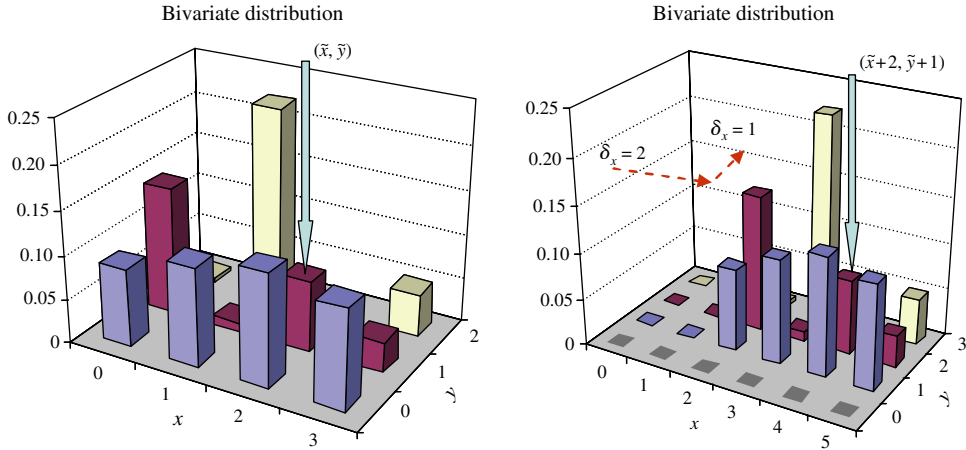 Bivariate distribution
(x̃, ỹ)
0.25
0.20
0.15
0.10
0.05
0
0
1
2
3
x
0
1
2
y
Bivariate distribution
(x̃+2, ỹ+1)
δx = 1
δx = 2
0.25
0.20
0.15
0.10
0.05
0
0
1
2
3
4
5
x
0
1
2
3
y